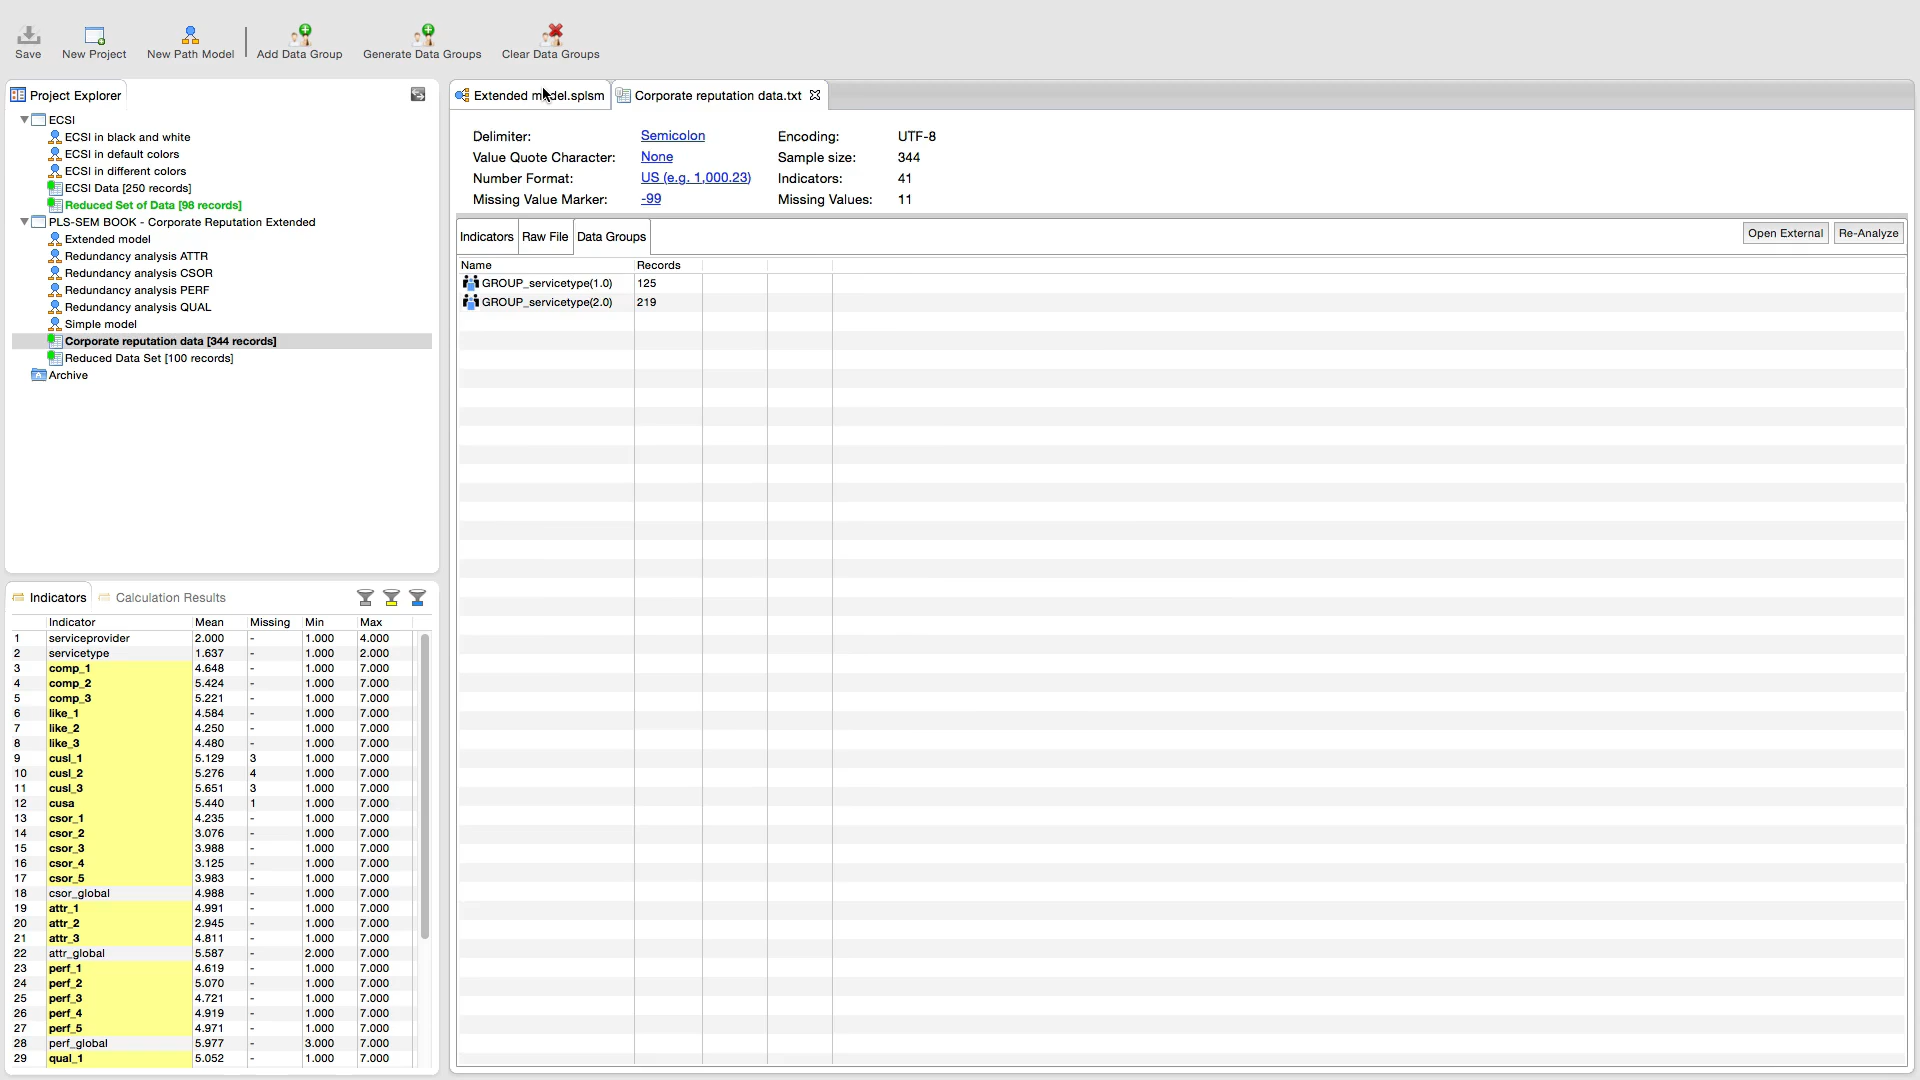 Save New Project New Path Model Add Data Group Generate Data Groups Clear Data Groups
Project Explorer
ECSI
ECSI in black and white
ECSI in default colors
ECSI in different colors
ECSI Data [250 records]
Reduced Set of Data [98 records]
PLS-SEM BOOK - Corporate Reputation Extended
Extended model
Redundancy analysis ATTR
Redundancy analysis CSOR
Redundancy analysis PERF
Redundancy analysis QUAL
Simple model
Corporate reputation data [344 records]
Reduced Data Set [100 records]
Archive
Indicators Calculation Results
Indicator Mean Missing Min Max
1 serviceprovider 2.000 - 1.000 4.000
2 servicetype 1.637 - 1.000 2.000
3 comp_1 4.648 - 1.000 7.000
4 comp_2 5.424 - 1.000 7.000
5 comp_3 5.221 - 1.000 7.000
6 like_1 4.584 - 1.000 7.000
7 like_2 4.250 - 1.000 7.000
8 like_3 4.480 - 1.000 7.000
9 cusl_1 5.129 3 1.000 7.000
10 cusl_2 5.276 4 1.000 7.000
11 cusl_3 5.651 3 1.000 7.000
12 cusa 5.440 1 1.000 7.000
13 csor_1 4.235 - 1.000 7.000
14 csor_2 3.076 - 1.000 7.000
15 csor_3 3.988 - 1.000 7.000
16 csor_4 3.125 - 1.000 7.000
17 csor_5 3.983 - 1.000 7.000
18 csor_global 4.988 - 1.000 7.000
19 attr_1 4.991 - 1.000 7.000
20 attr_2 2.945 - 1.000 7.000
21 attr_3 4.811 - 1.000 7.000
22 attr_global 5.587 - 2.000 7.000
23 perf_1 4.619 - 1.000 7.000
24 perf_2 5.070 - 1.000 7.000
25 perf_3 4.721 - 1.000 7.000
26 perf_4 4.919 - 1.000 7.000
27 perf_5 4.971 - 1.000 7.000
28 perf_global 5.977 - 3.000 7.000
29 qual_1 5.052 - 1.000 7.000
Extended model.splsm Corporate reputation data.txt
Delimiter: Semicolon Encoding: UTF-8
Value Quote Character: None Sample size: 344
Number Format: US (e.g. 1,000.23) Indicators: 41
Missing Value Marker: -99 Missing Values: 11
Indicators Raw File Data Groups Open External Re-Analyze
Name Records
GROUP_servicetype(1.0) 125
GROUP_servicetype(2.0) 219